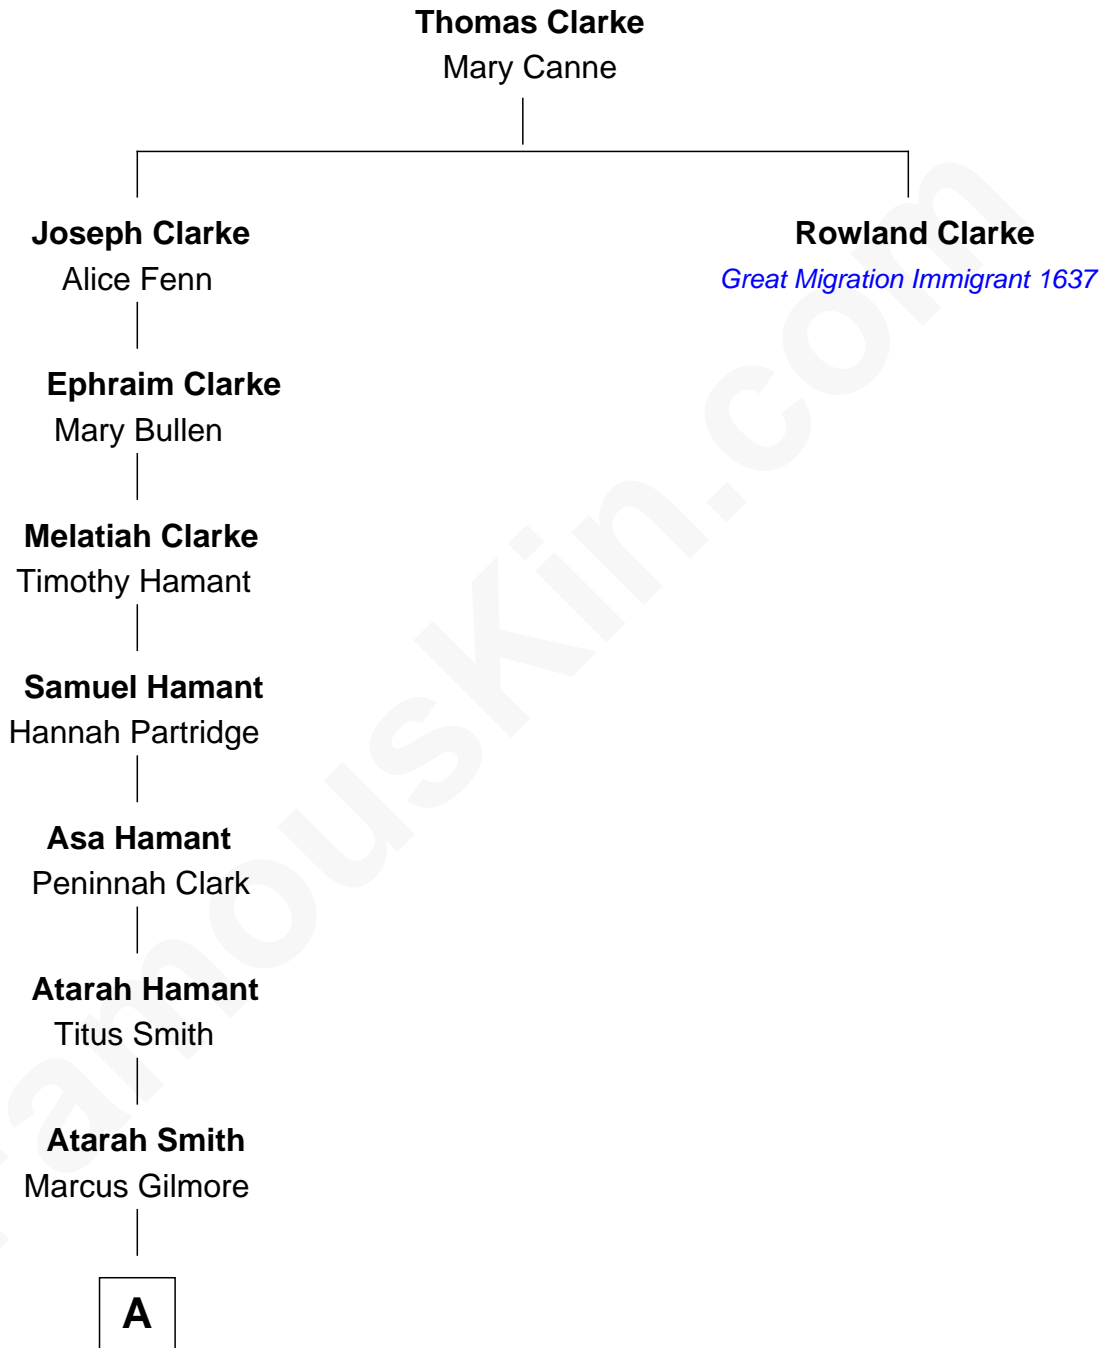 Thomas Clarke
Mary Canne
Joseph Clarke
Alice Fenn
Rowland Clarke
Great Migration Immigrant 1637
Ephraim Clarke
Mary Bullen
Melatiah Clarke
Timothy Hamant
Samuel Hamant
Hannah Partridge
Asa Hamant
Peninnah Clark
Atarah Hamant
Titus Smith
Atarah Smith
Marcus Gilmore
A
FamousKin.com